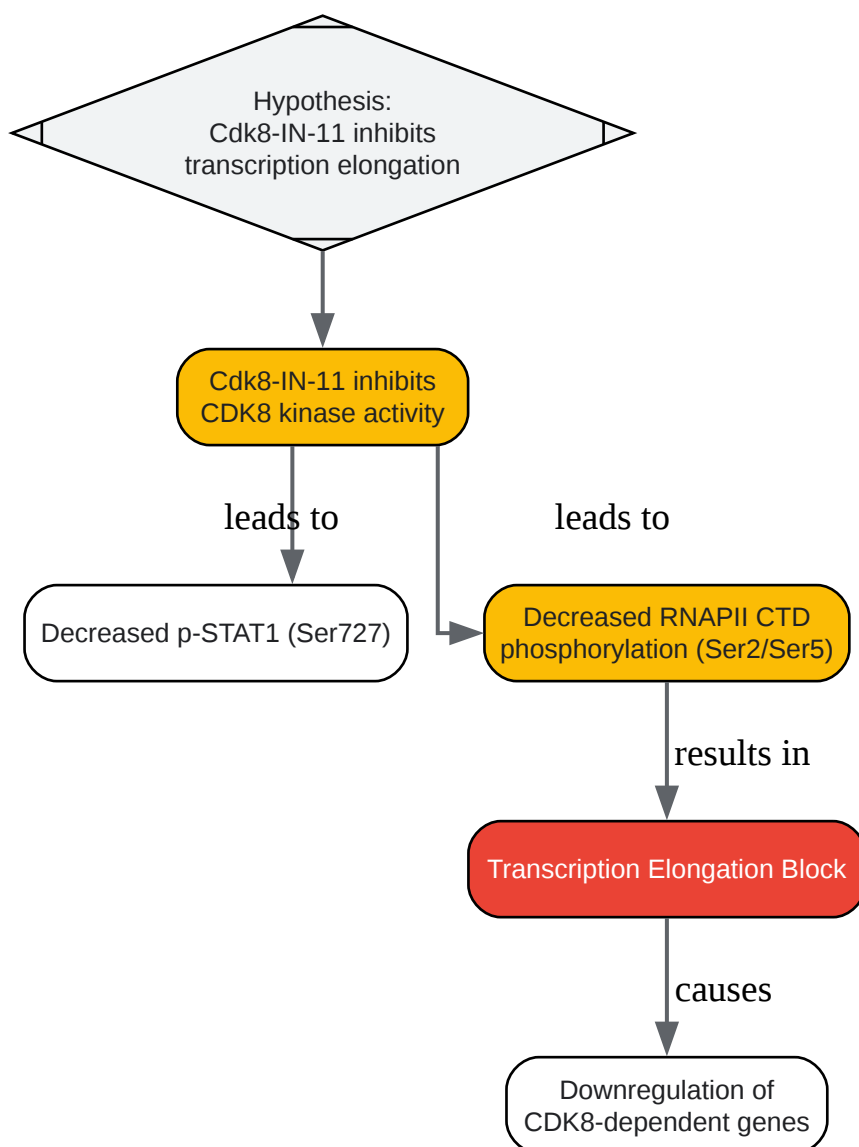 Hypothesis:
Cdk8-IN-11 inhibits
transcription elongation
Cdk8-IN-11 inhibits
CDK8 kinase activity
leads to
leads to
Decreased p-STAT1 (Ser727)
Decreased RNAPII CTD
phosphorylation (Ser2/Ser5)
results in
Transcription Elongation Block
causes
Downregulation of
CDK8-dependent genes